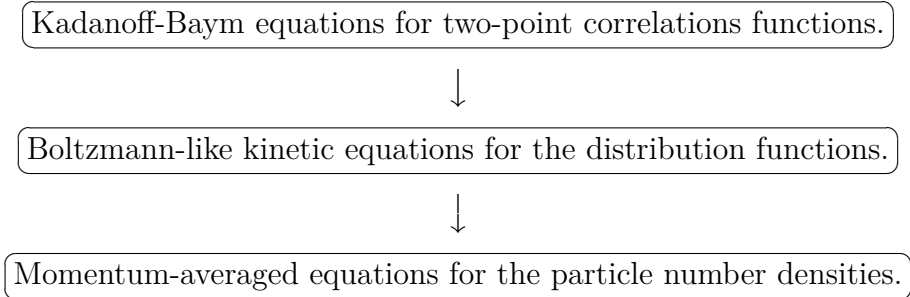 Kadanoff-Baym equations for two-point correlations functions.
Boltzmann-like kinetic equations for the distribution functions.
Momentum-averaged equations for the particle number densities.